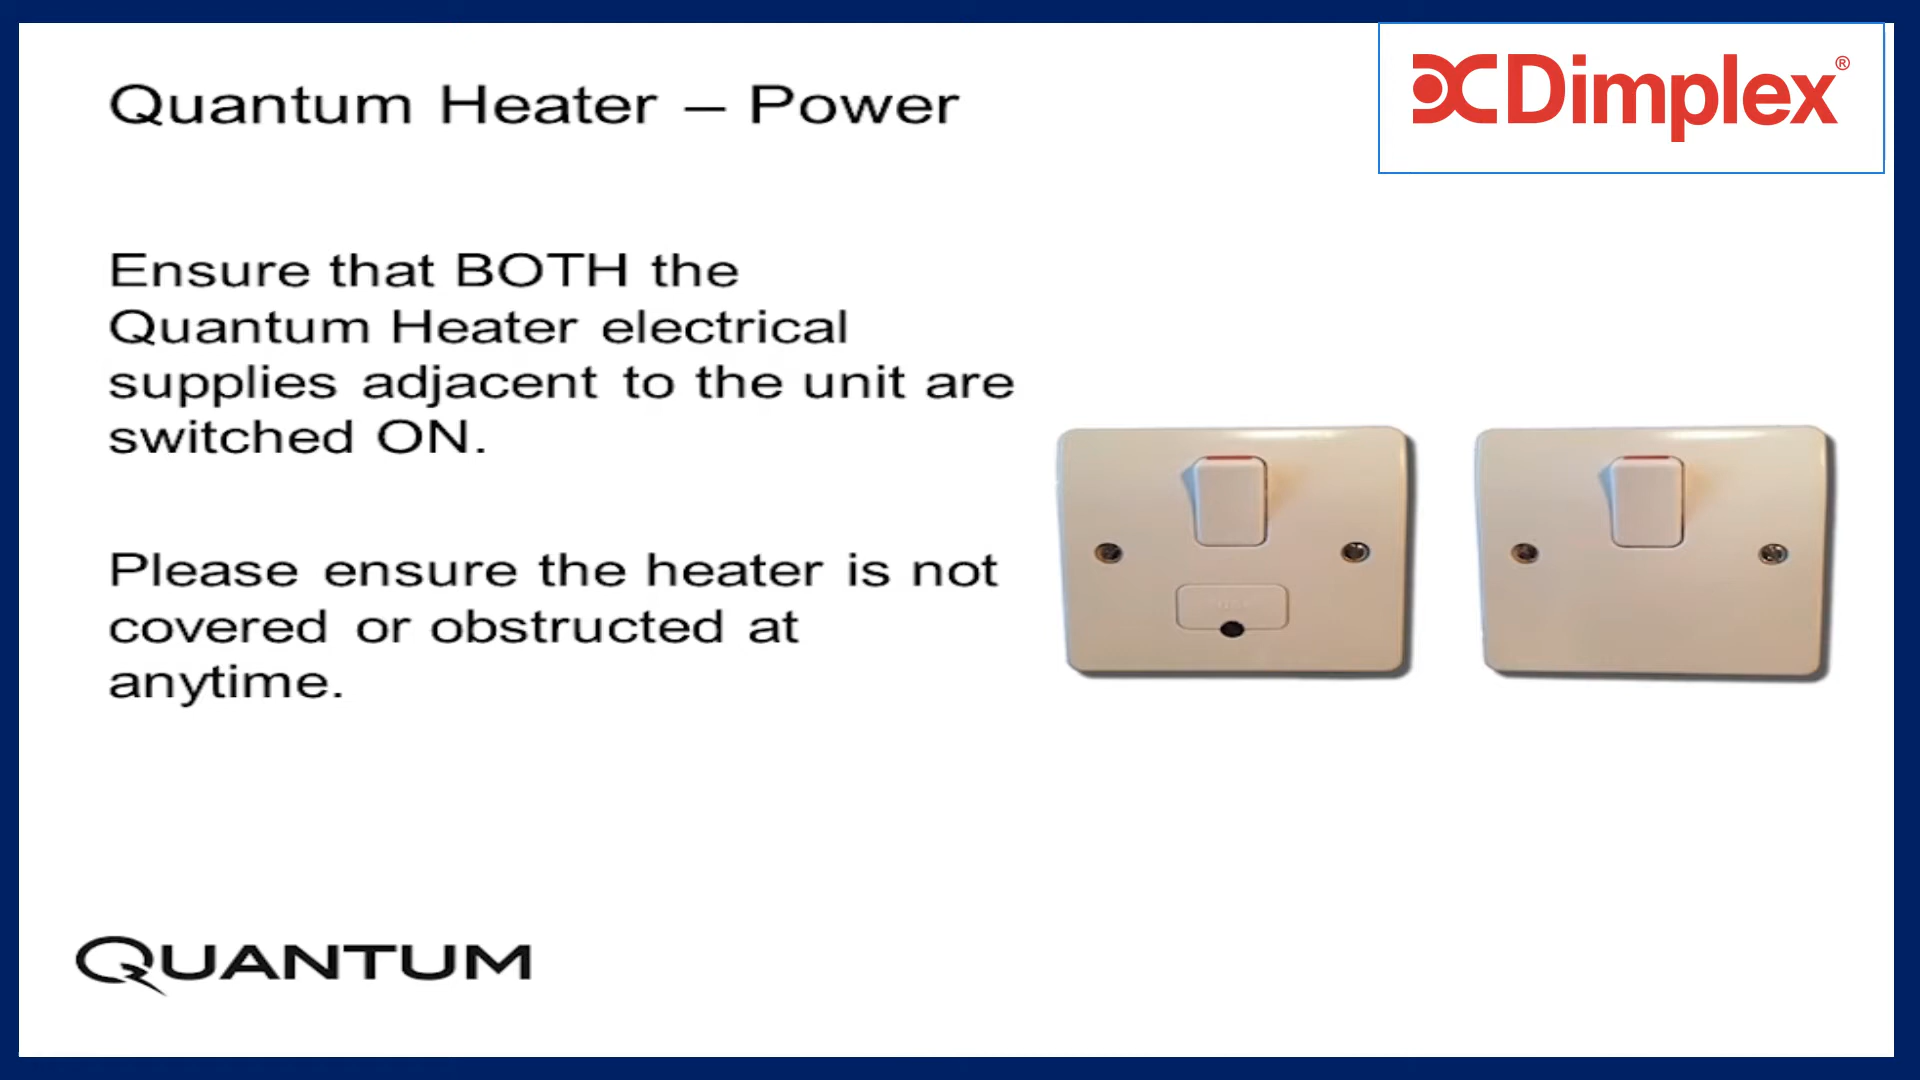 Quantum Heater – Power
Dimplex®
Ensure that BOTH the
Quantum Heater electrical
supplies adjacent to the unit are
switched ON.
Please ensure the heater is not
covered or obstructed at
anytime.
QUANTUM